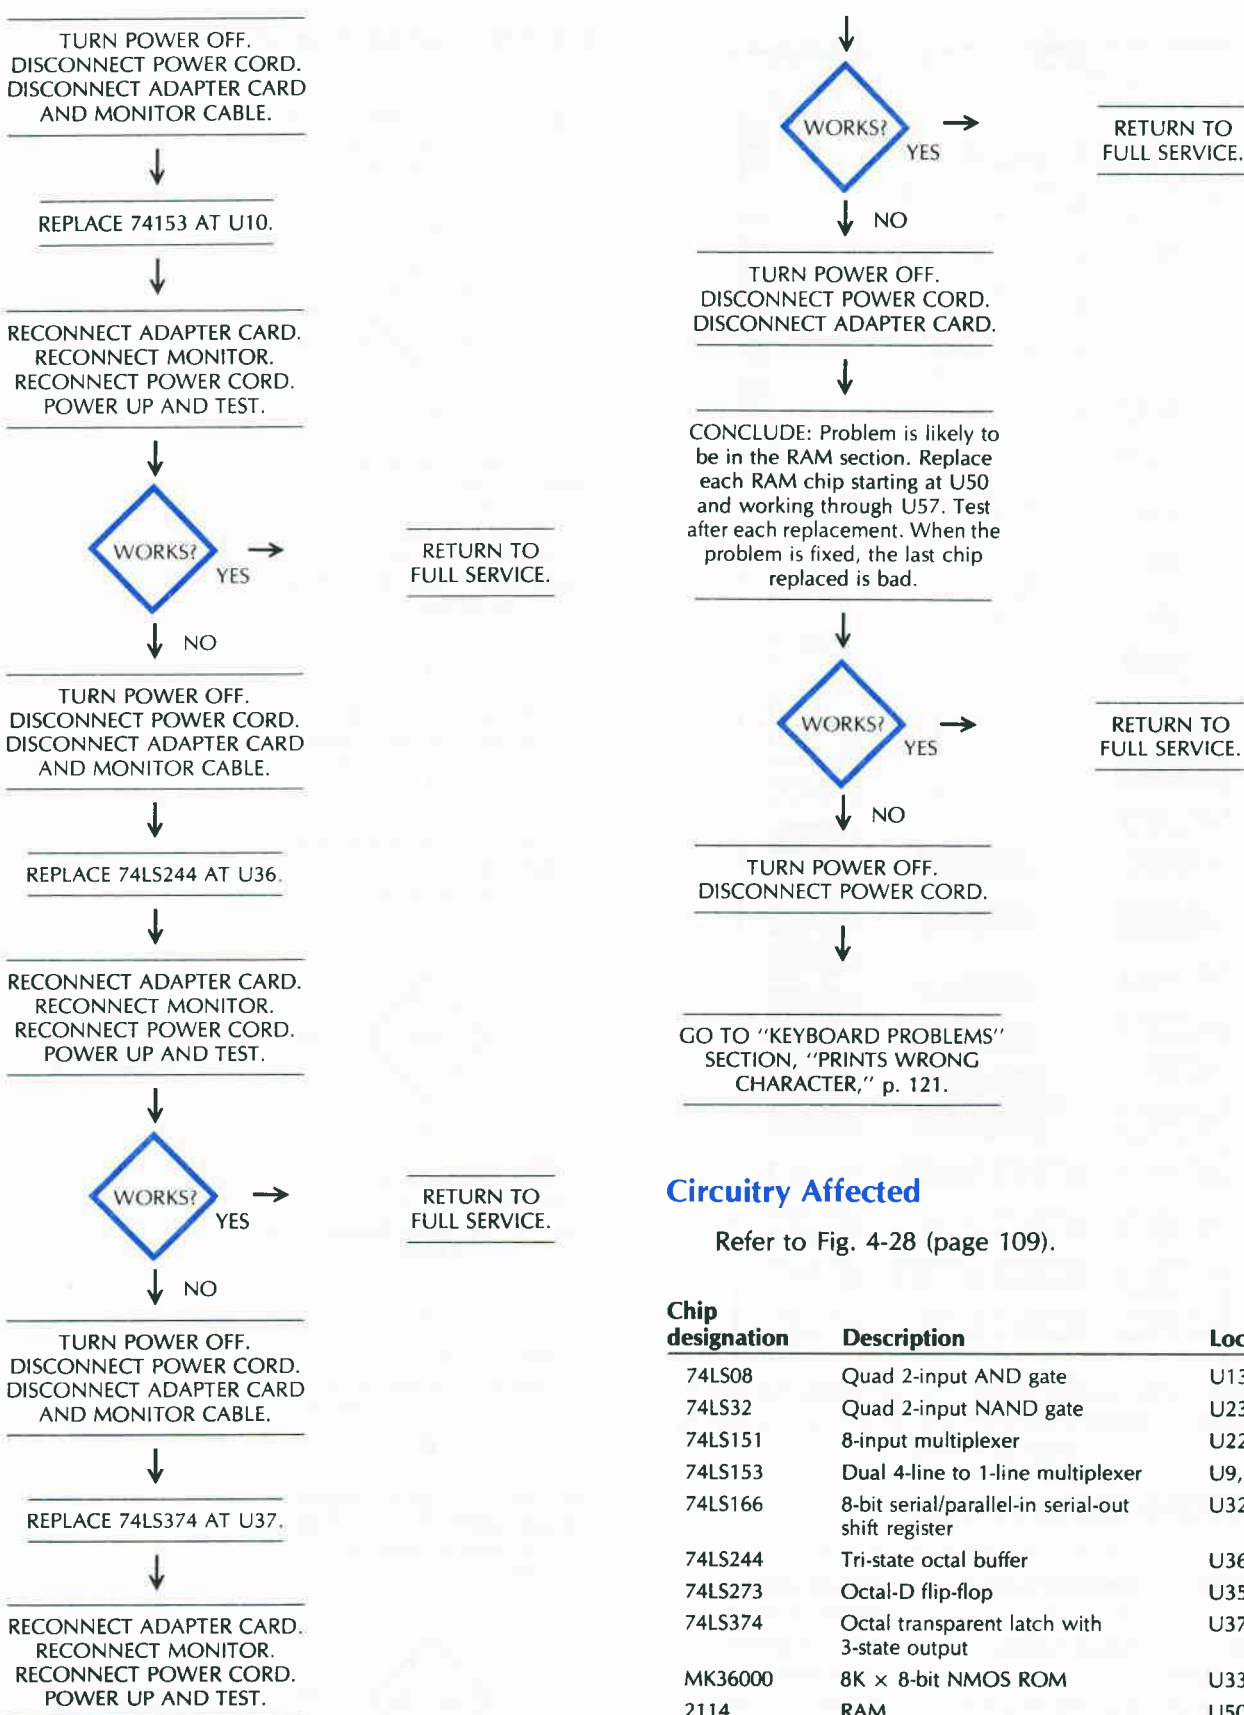 TURN POWER OFF.
DISCONNECT POWER CORD.
DISCONNECT ADAPTER CARD
AND MONITOR CABLE.
REPLACE 74153 AT U10.
RECONNECT ADAPTER CARD.
RECONNECT MONITOR.
RECONNECT POWER CORD.
POWER UP AND TEST.
WORKS?
YES
RETURN TO
FULL SERVICE.
NO
TURN POWER OFF.
DISCONNECT POWER CORD.
DISCONNECT ADAPTER CARD
AND MONITOR CABLE.
REPLACE 74LS244 AT U36.
RECONNECT ADAPTER CARD.
RECONNECT MONITOR.
RECONNECT POWER CORD.
POWER UP AND TEST.
WORKS?
YES
RETURN TO
FULL SERVICE.
NO
TURN POWER OFF.
DISCONNECT POWER CORD.
DISCONNECT ADAPTER CARD
AND MONITOR CABLE.
REPLACE 74LS374 AT U37.
RECONNECT ADAPTER CARD.
RECONNECT MONITOR.
RECONNECT POWER CORD.
POWER UP AND TEST.
WORKS?
YES
RETURN TO
FULL SERVICE.
NO
TURN POWER OFF.
DISCONNECT POWER CORD.
DISCONNECT ADAPTER CARD.
CONCLUDE: Problem is likely to
be in the RAM section. Replace
each RAM chip starting at U50
and working through U57. Test
after each replacement. When the
problem is fixed, the last chip
replaced is bad.
WORKS?
YES
RETURN TO
FULL SERVICE.
NO
TURN POWER OFF.
DISCONNECT POWER CORD.
GO TO "KEYBOARD PROBLEMS"
SECTION, "PRINTS WRONG
CHARACTER," p. 121.
Circuitry Affected
Refer to Fig. 4-28 (page 109).
Chip
designation Description Loc
74LS08 Quad 2-input AND gate U13
74LS32 Quad 2-input NAND gate U23
74LS151 8-input multiplexer U22
74LS153 Dual 4-line to 1-line multiplexer U9,
74LS166 8-bit serial/parallel-in serial-out U32
shift register
74LS244 Tri-state octal buffer U36
74LS273 Octal-D flip-flop U35
74LS374 Octal transparent latch with U37
3-state output
MK36000 8K × 8-bit NMOS ROM U33
2114 RAM U50